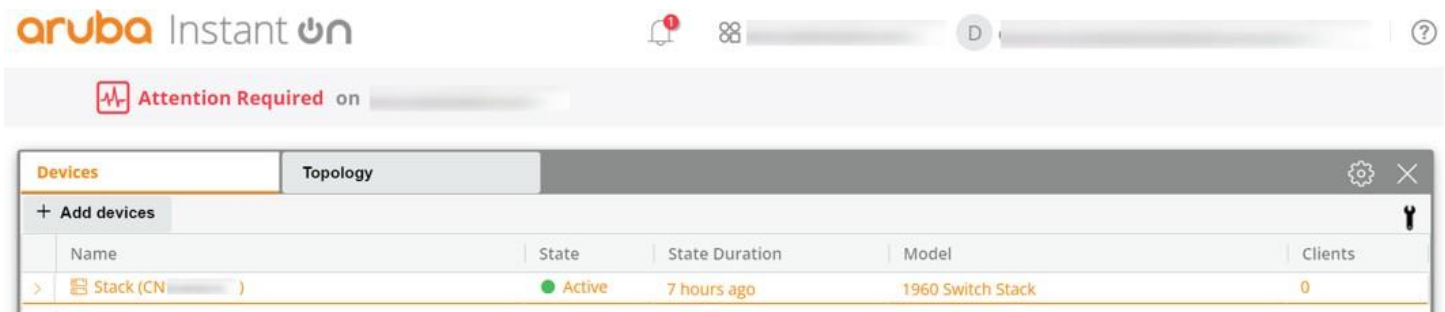 aruba Instant on
1
D
?
Attention Required on
Devices Topology
+ Add devices
Name State State Duration Model Clients
> Stack (CN ) Active 7 hours ago 1960 Switch Stack 0